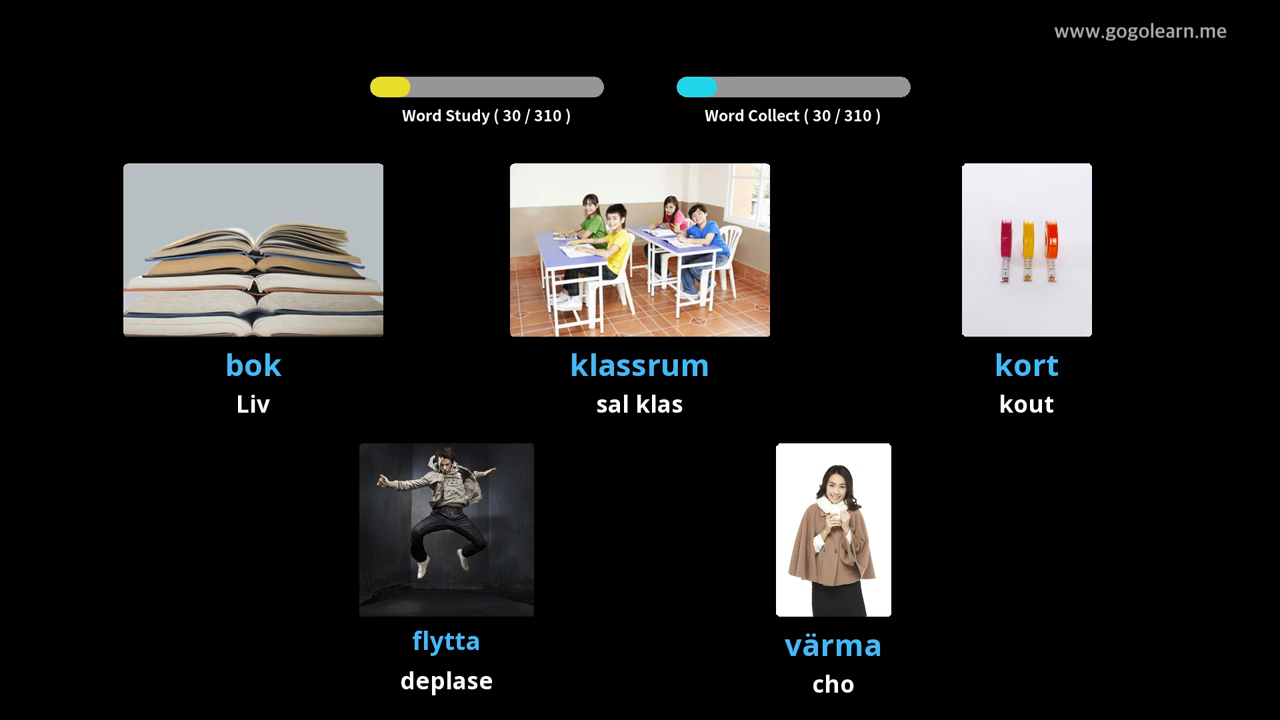 www.gogolearn.me
Word Study ( 30 / 310 )
Word Collect ( 30 / 310 )
bok
klassrum
kort
Liv
sal klas
kout
flytta
värma
deplase
cho